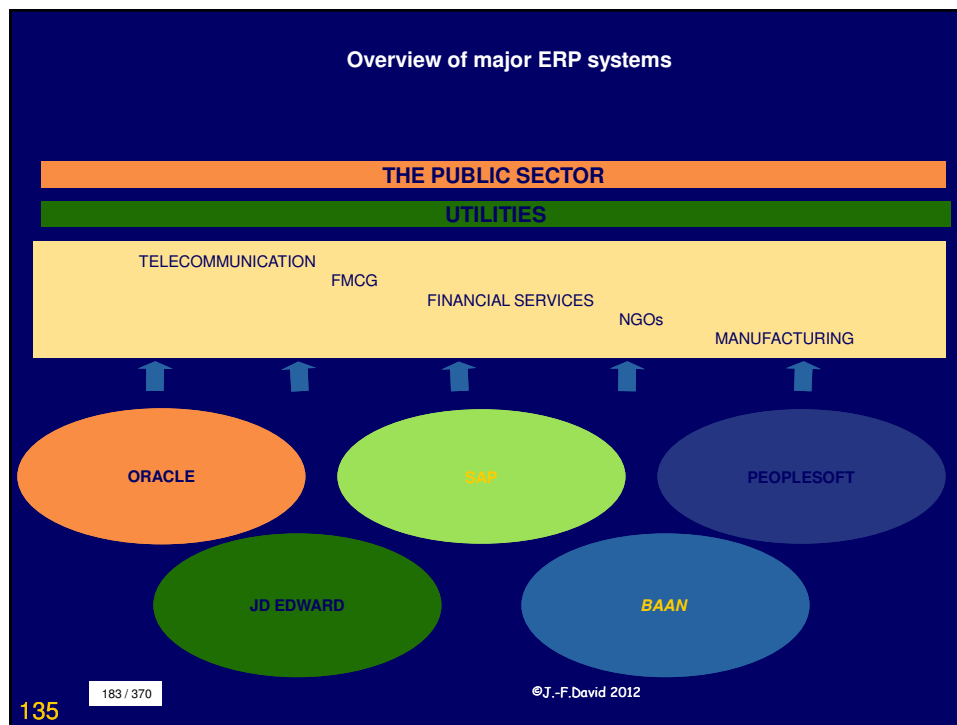 Overview of major ERP systems
THE PUBLIC SECTOR
UTILITIES
TELECOMMUNICATION
FMCG
FINANCIAL SERVICES
NGOs
MANUFACTURING
ORACLE
SAP
PEOPLESOFT
JD EDWARD
BAAN
183 / 370
©J.-F.David 2012
135